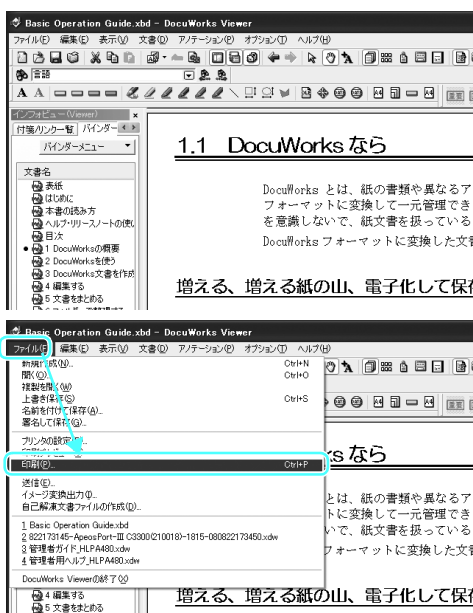 Basic Operation Guide.xbd - DocuWorks Viewer
ファイル(F) 編集(E) 表示(V) 文書(D) アノテーション(P) オプション(T) ヘルプ(H)
言語
インフォビュー(Viewer)
付箋/リンク一覧 バインダー
バインダーメニュー
文書名
表紙
はじめに
本書の読み方
ヘルプ・リリースノートの使い
目次
1 DocuWorksの概要
2 DocuWorksを使う
3 DocuWorks文書を作成
4 編集する
5 文書をまとめる
1.1 DocuWorks なら
DocuWorks とは、紙の書類や異なるア
フォーマットに変換して一元管理でき
を意識しないで、紙文書を扱っている
DocuWorks フォーマットに変換した文書
増える、増える紙の山、電子化して保存
Basic Operation Guide.xbd - DocuWorks Viewer
ファイル(F) 編集(E) 表示(V) 文書(D) アノテーション(P) オプション(T) ヘルプ(H)
新規作成(N)... Ctrl+N
開く(O)... Ctrl+O
複製を開く(W)
上書き保存(S) Ctrl+S
名前を付けて保存(A)...
署名して保存(G)...
プリンタの設定
印刷(P)... Ctrl+P
送信(E)...
イメージ変換出力(I)...
自己解凍文書ファイルの作成(D)...
1 Basic Operation Guide.xbd
2 822173145-ApeosPort-III C3300(210018)-1815-080822173450.xdw
3 管理者ガイド_HLPA480.xdw
4 管理者用ヘルプ_HLPA480.xdw
DocuWorks Viewerの終了(X)
ks なら
とは、紙の書類や異なるア
トに変換して一元管理でき
いで、紙文書を扱っている
フォーマットに変換した文書
4 編集する
5 文書をまとめる
増える、増える紙の山、電子化して保存